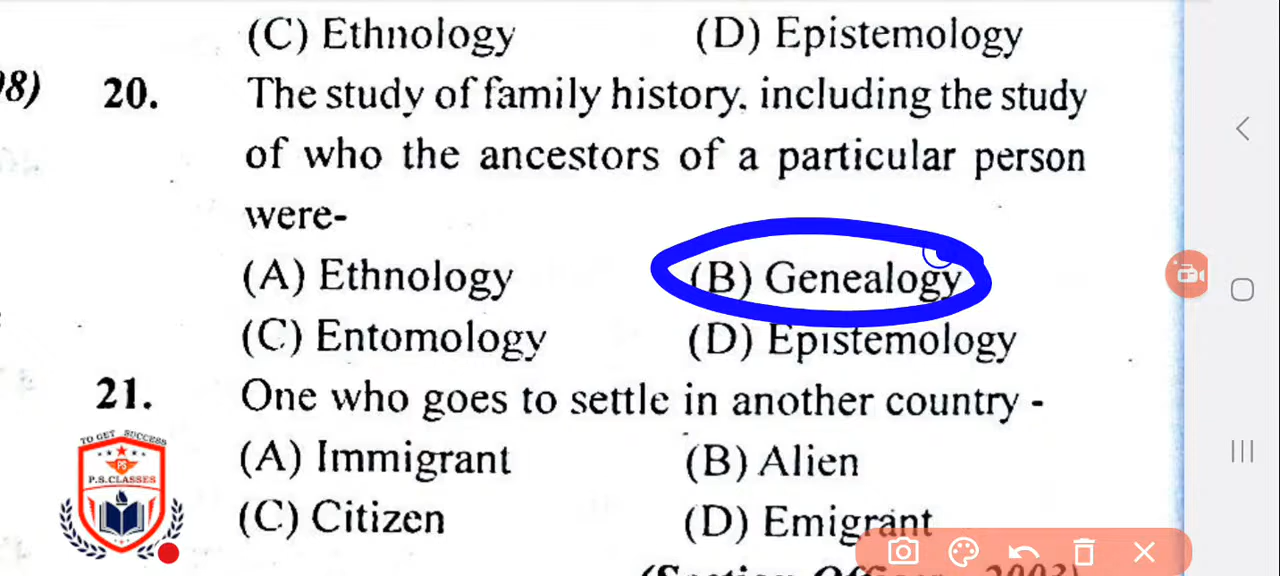 (C) Ethnology (D) Epistemology
20. The study of family history, including the study
of who the ancestors of a particular person
were-
(A) Ethnology (B) Genealogy
(C) Entomology (D) Epistemology
21. One who goes to settle in another country -
(A) Immigrant (B) Alien
(C) Citizen (D) Emigrant
TO GET SUCCESS
PS
P.S.CLASSES